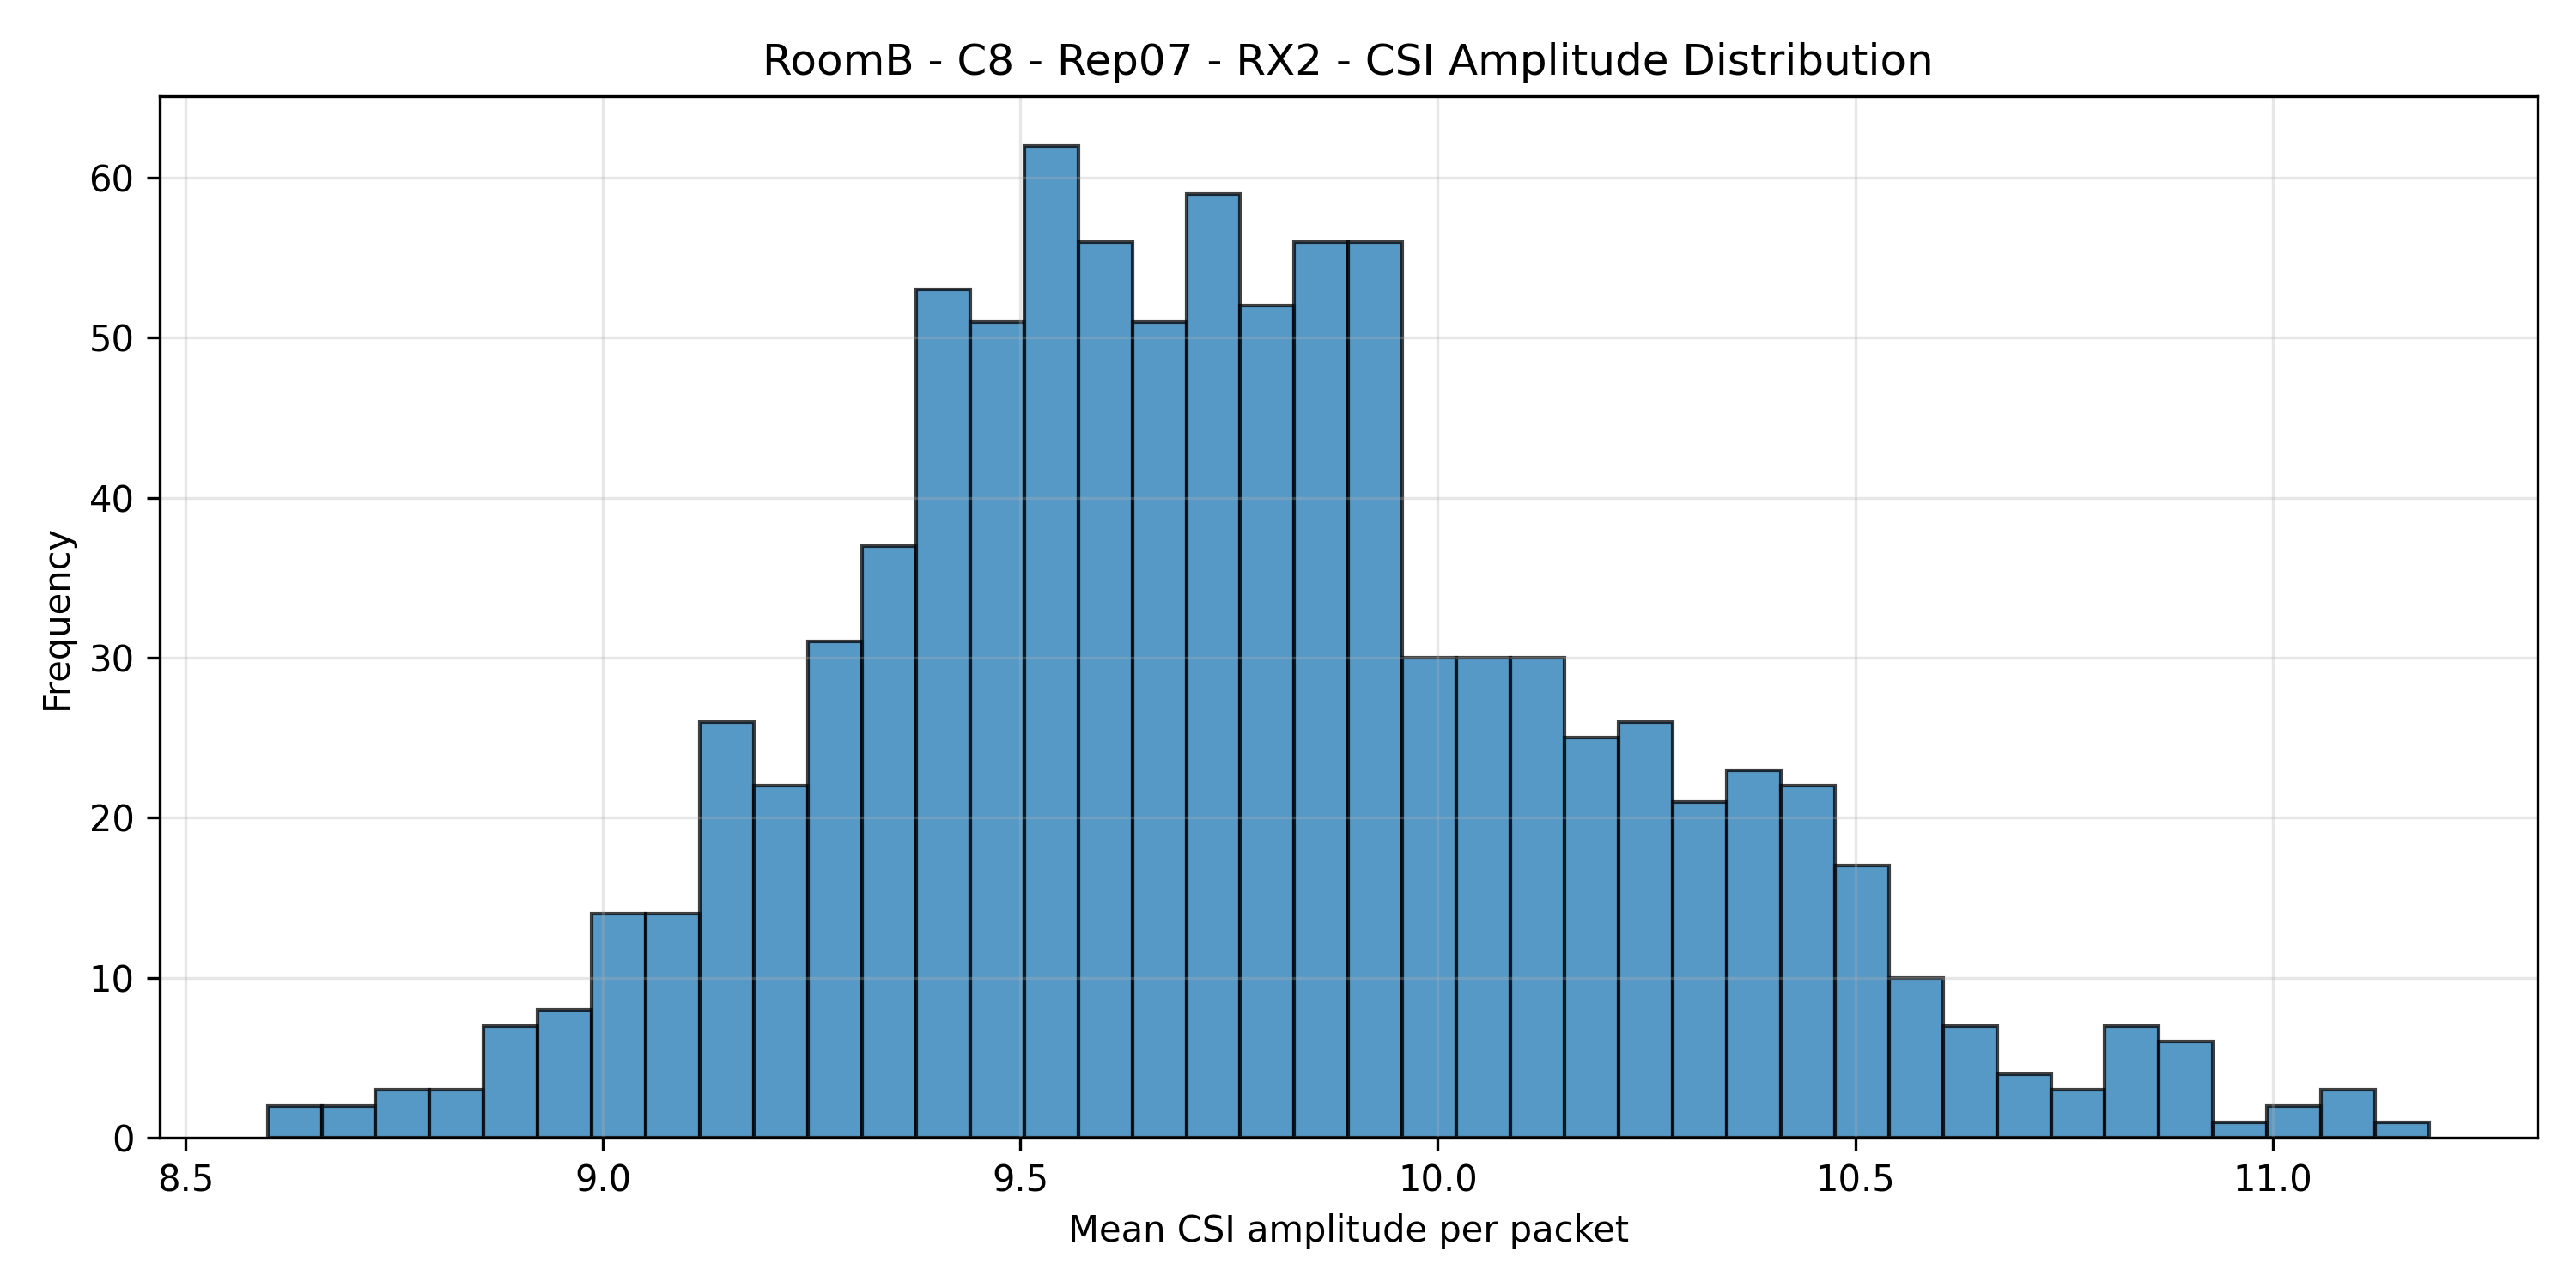 RoomB - C8 - Rep07 - RX2 - CSI Amplitude Distribution
Frequency
60
50
40
30
20
10
0
8.5 9.0 9.5 10.0 10.5 11.0
Mean CSI amplitude per packet